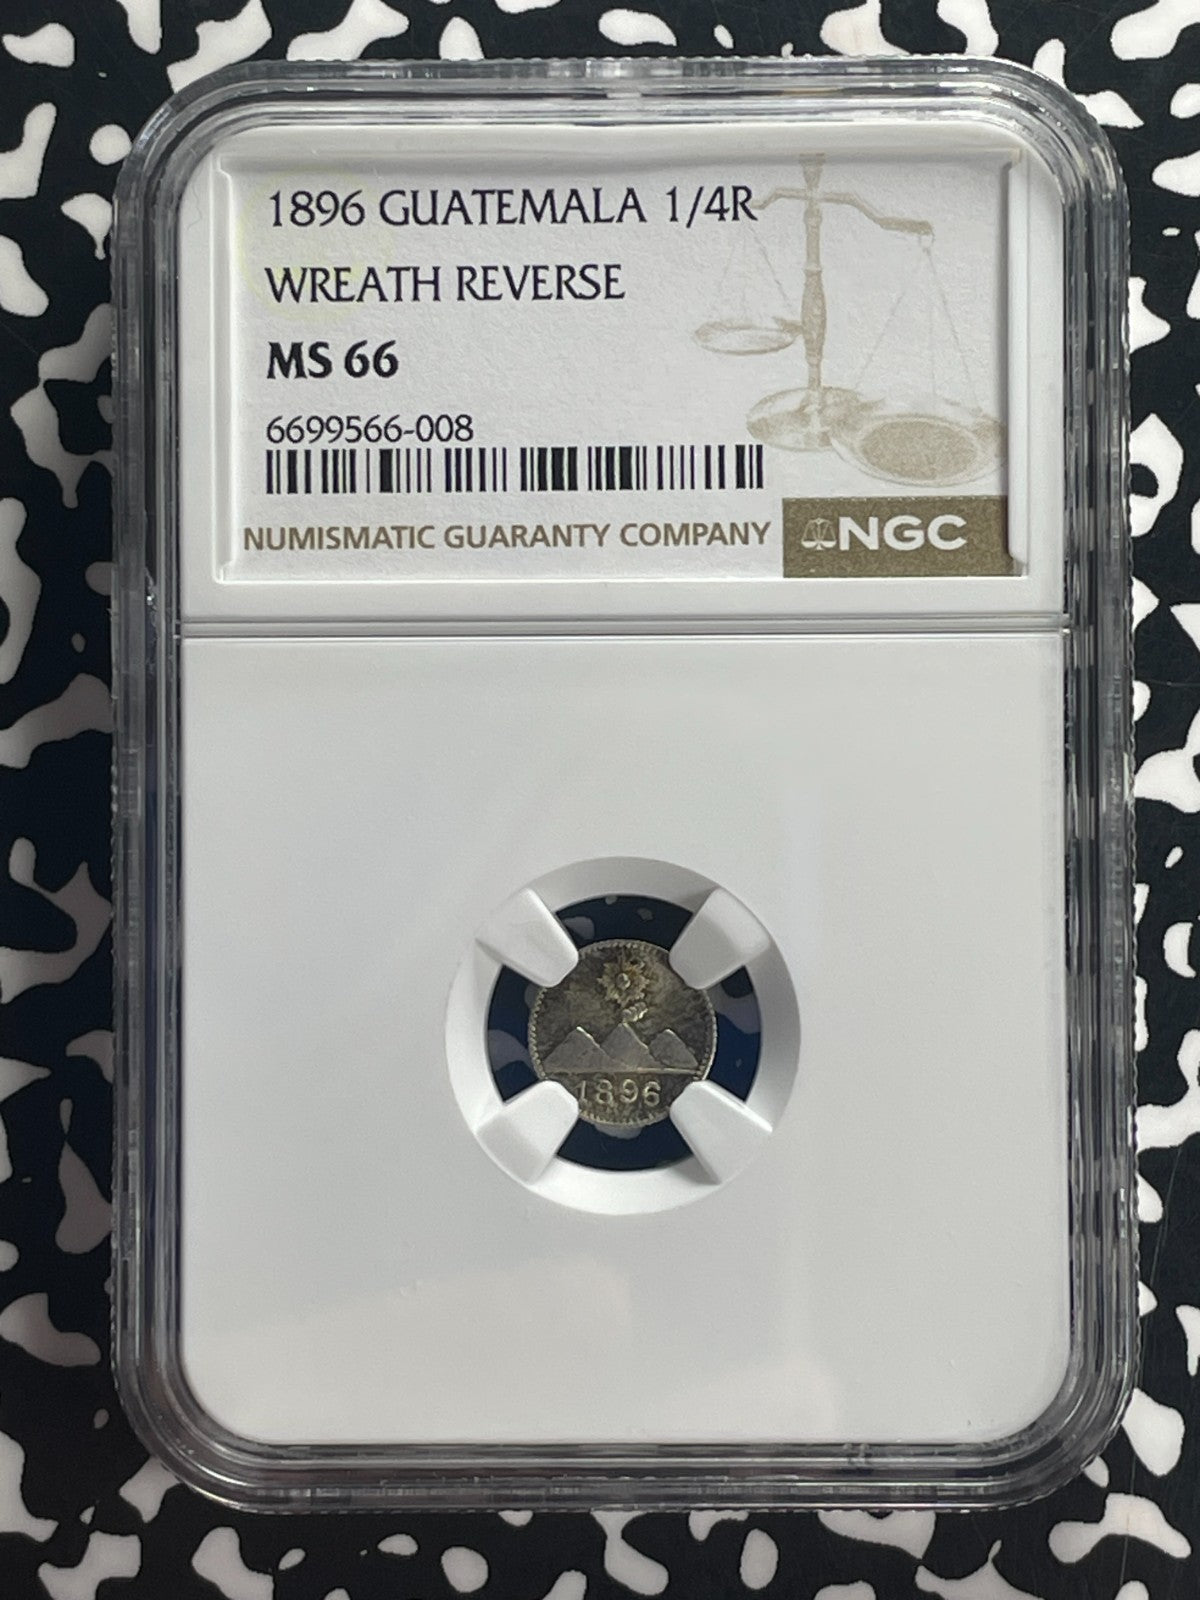 1896 GUATEMALA 1/4R
WREATH REVERSE
MS 66
6699566-008
NUMISMATIC GUARANTY COMPANY
NGC
1896